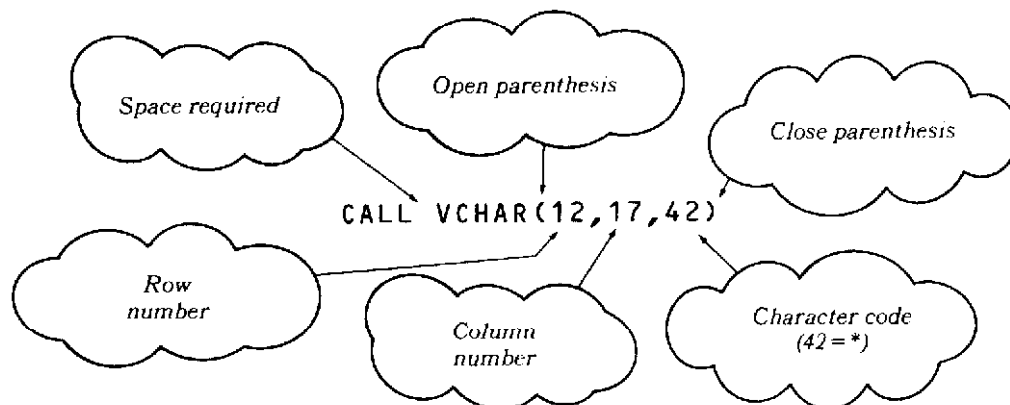 Space required
Open parenthesis
Close parenthesis
CALL VCHAR(12,17,42)
Row
number
Column
number
Character code
(42=*)